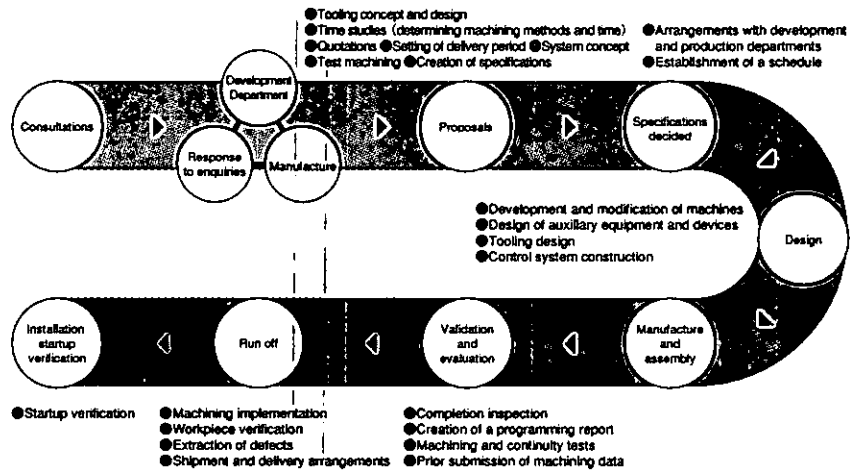 ●Tooling concept and design
●Time studies (determining machining methods and time)
●Quotations ●Setting of delivery period ●System concept
●Test machining ●Creation of specifications
●Arrangements with development
and production departments
●Establishment of a schedule
Consultations
Development
Department
Response
to enquiries
Manufacture
Proposals
Specifications
decided
●Development and modification of machines
●Design of auxiliary equipment and devices
●Tooling design
●Control system construction
Design
Installation
startup
verification
Run off
Validation
and
evaluation
Manufacture
and
assembly
●Startup verification
●Machining implementation
●Workpiece verification
●Extraction of defects
●Shipment and delivery arrangements
●Completion inspection
●Creation of a programming report
●Machining and continuity tests
●Prior submission of machining data